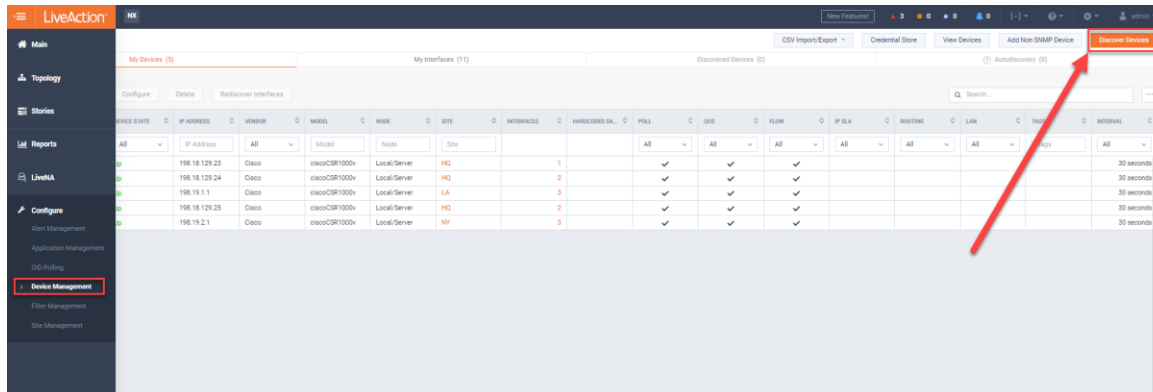 LiveAction NX New Features! 3 0 0 0 admin
Main
Topology
Stories
Reports
LiveNA
Configure
Alert Management
Application Management
OID Polling
Device Management
Filter Management
Site Management
CSV Import/Export Credential Store View Devices Add Non SNMP Device Discover Devices
My Devices (5) My Interfaces (11) Discovered Devices (0) Autodiscovery (0)
Configure Delete Rediscover Interfaces Search...
DEVICE STATE IP ADDRESS VENDOR MODEL NODE SITE INTERFACES HARDCODED SA... POLL QOS FLOW IP SLA ROUTING LAN TAGS INTERVAL
All IP Address All Model Node Site All All All All All All Tags All
Up 198.18.129.23 Cisco ciscoCSR1000v Local/Server HQ 1 30 seconds
Up 198.18.129.24 Cisco ciscoCSR1000v Local/Server HQ 2 30 seconds
Up 198.19.1.1 Cisco ciscoCSR1000v Local/Server LA 3 30 seconds
Up 198.18.129.25 Cisco ciscoCSR1000v Local/Server HQ 2 30 seconds
Up 198.19.2.1 Cisco ciscoCSR1000v Local/Server NY 3 30 seconds